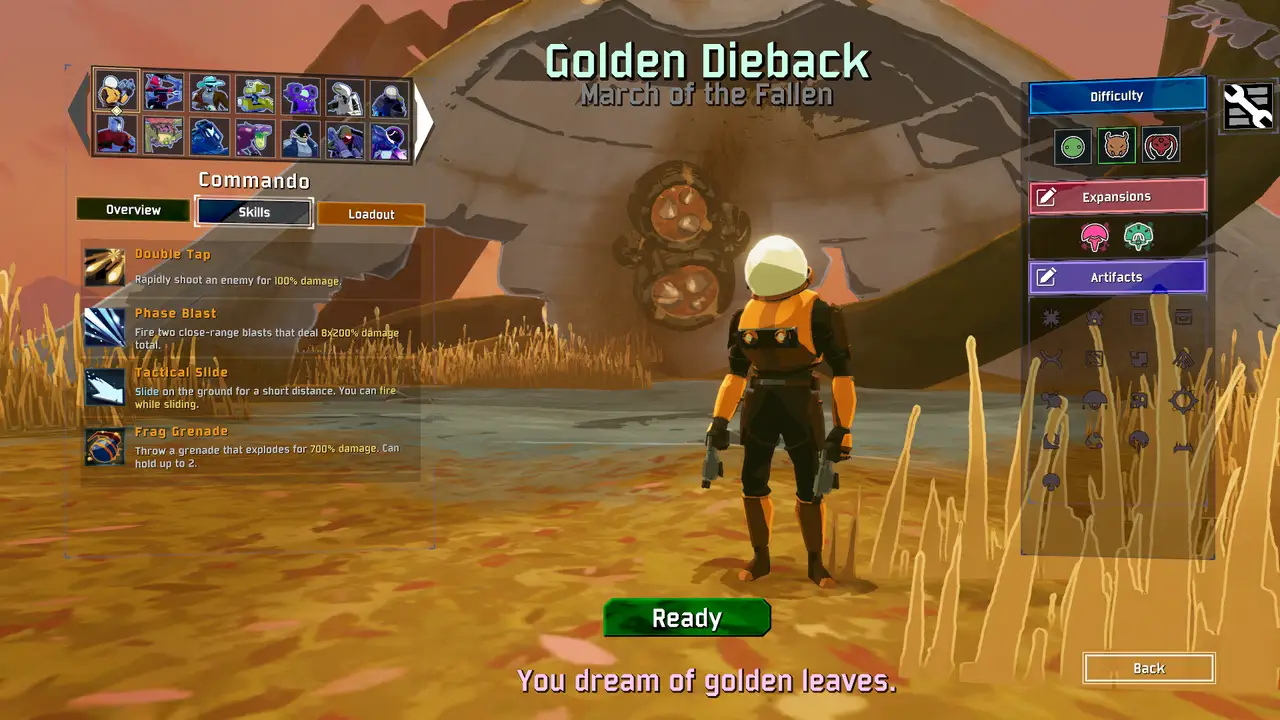 Golden Dieback
March of the Fallen
Commando
Overview
Skills
Loadout
Double Tap
Rapidly shoot an enemy for 100% damage.
Phase Blast
Fire two close-range blasts that deal 8x200% damage
total.
Tactical Slide
Slide on the ground for a short distance. You can fire
while sliding.
Frag Grenade
Throw a grenade that explodes for 700% damage. Can
hold up to 2.
Difficulty
Expansions
Artifacts
Ready
You dream of golden leaves.
Back